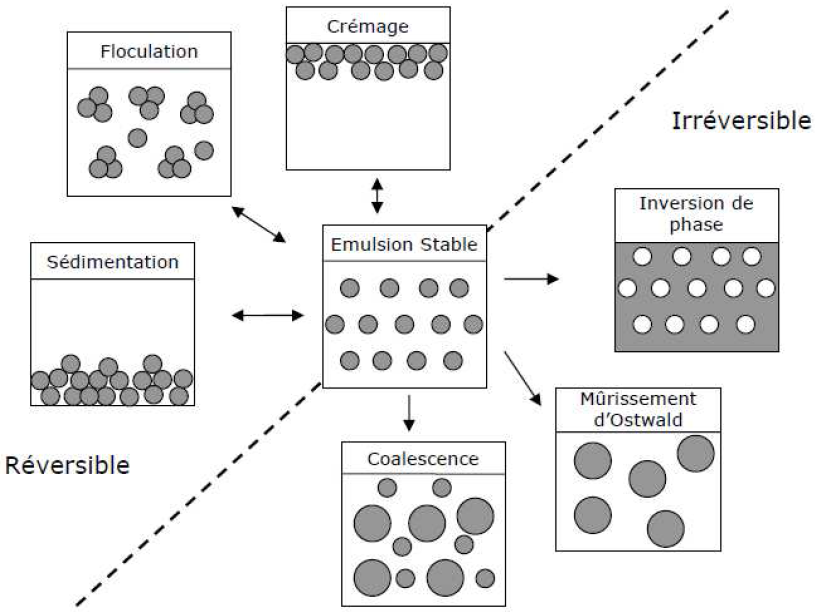 Crémage
Floculation
Irréversible
Inversion de
phase
Emulsion Stable
Sédimentation
Mûrissement
d'Ostwald
Coalescence
Réversible